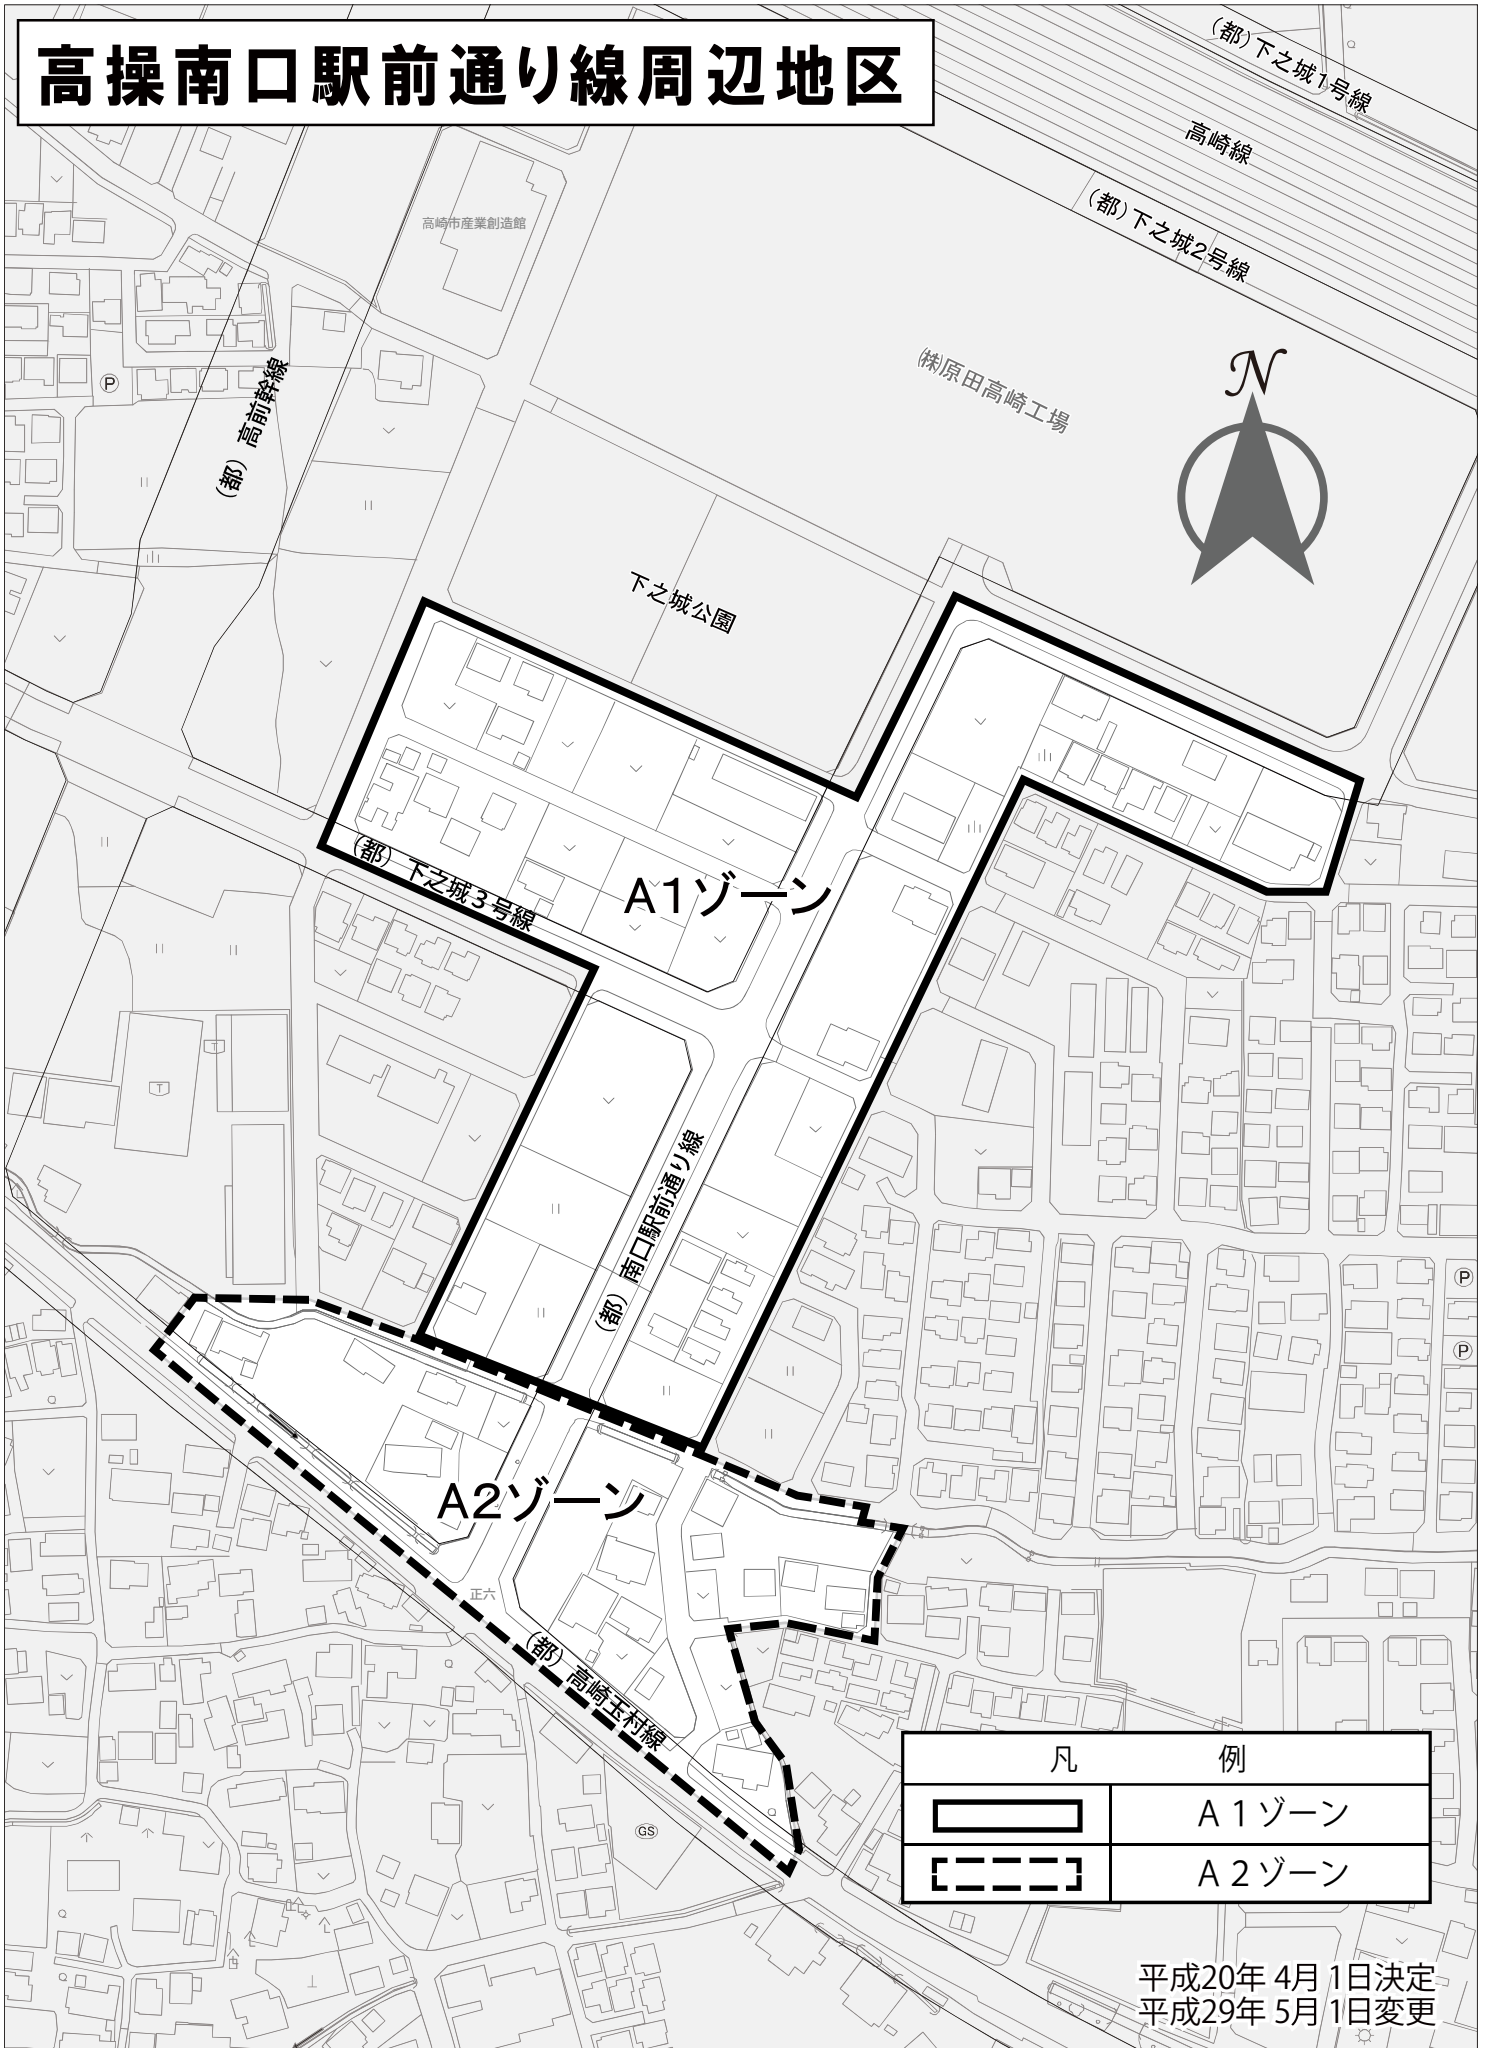 高操南口駅前通り線周辺地区
(都)下之城1号線
高崎線
(都)下之城2号線
高崎市産業創造館
㈱原田高崎工場
N
(都) 高前幹線
P
下之城公園
(都) 下之城3号線
A1ゾーン
T
T
(都) 南口駅前通り線
P
P
A2ゾーン
正六
(都) 高崎玉村線
GS
凡 例
A 1 ゾーン
A 2 ゾーン
平成20年 4月 1日決定
平成29年 5月 1日変更